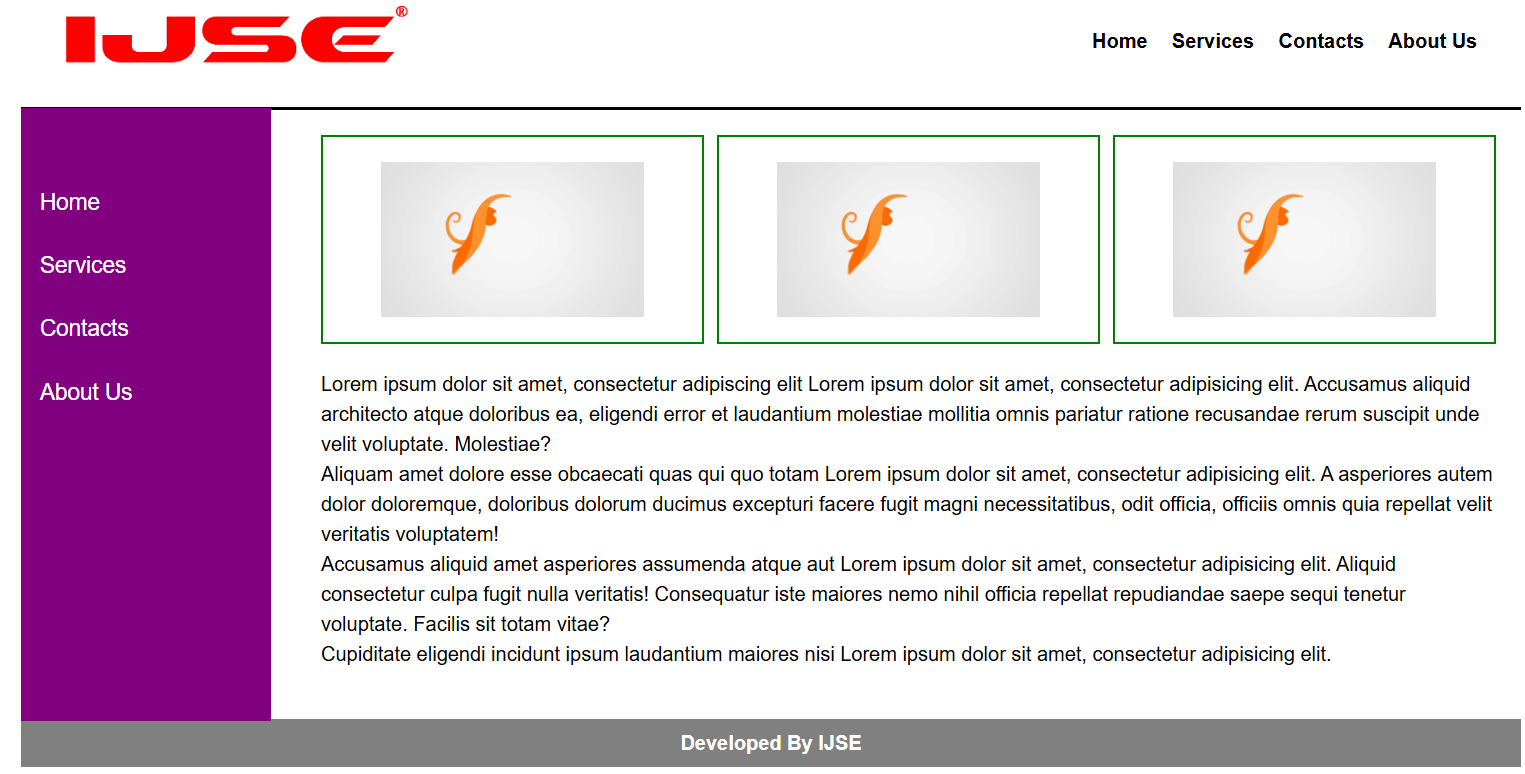 IJSE®
Home Services Contacts About Us
Home
Services
Contacts
About Us
Lorem ipsum dolor sit amet, consectetur adipiscing elit Lorem ipsum dolor sit amet, consectetur adipisicing elit. Accusamus aliquid
architecto atque doloribus ea, eligendi error et laudantium molestiae mollitia omnis pariatur ratione recusandae rerum suscipit unde
velit voluptate. Molestiae?
Aliquam amet dolore esse obcaecati quas qui quo totam Lorem ipsum dolor sit amet, consectetur adipisicing elit. A asperiores autem
dolor doloremque, doloribus dolorum ducimus excepturi facere fugit magni necessitatibus, odit officia, officiis omnis quia repellat velit
veritatis voluptatem!
Accusamus aliquid amet asperiores assumenda atque aut Lorem ipsum dolor sit amet, consectetur adipisicing elit. Aliquid
consectetur culpa fugit nulla veritatis! Consequatur iste maiores nemo nihil officia repellat repudiandae saepe sequi tenetur
voluptate. Facilis sit totam vitae?
Cupiditate eligendi incidunt ipsum laudantium maiores nisi Lorem ipsum dolor sit amet, consectetur adipisicing elit.
Developed By IJSE